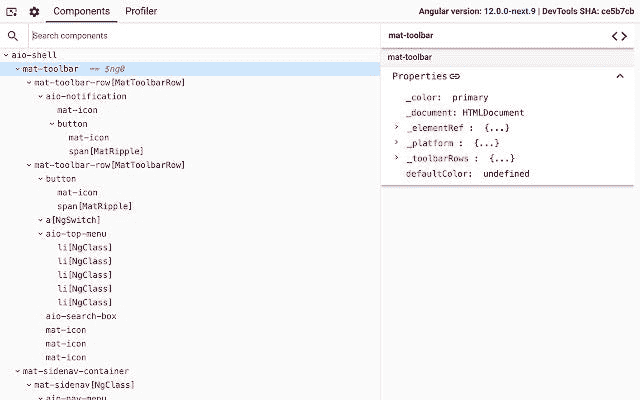 Components Profiler Angular version: 12.0.0-next.9 | DevTools SHA: ce5b7cb
Search components
aio-shell
mat-toolbar == $ng0
mat-toolbar-row[MatToolbarRow]
aio-notification
mat-icon
button
mat-icon
span[MatRipple]
mat-toolbar-row[MatToolbarRow]
button
mat-icon
span[MatRipple]
a[NgSwitch]
aio-top-menu
li[NgClass]
li[NgClass]
li[NgClass]
li[NgClass]
li[NgClass]
aio-search-box
mat-icon
mat-icon
mat-icon
mat-sidenav-container
mat-sidenav[NgClass]
aio-nav-menu
mat-toolbar
mat-toolbar
Properties
_color: primary
_document: HTMLDocument
_elementRef : {...}
_platform : {...}
_toolbarRows : {...}
defaultColor: undefined